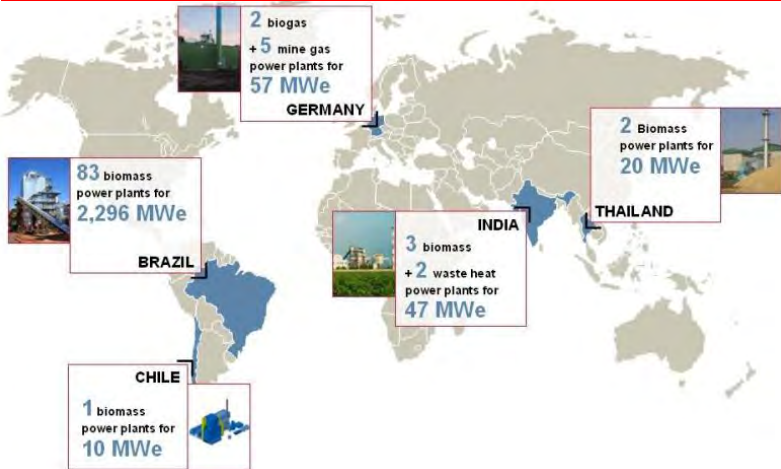 2 biogas
+ 5 mine gas
power plants for
57 MWe
GERMANY
2 Biomass
power plants for
20 MWe
THAILAND
83 biomass
power plants for
2,296 MWe
BRAZIL
INDIA
3 biomass
+ 2 waste heat
power plants for
47 MWe
CHILE
1 biomass
power plants for
10 MWe